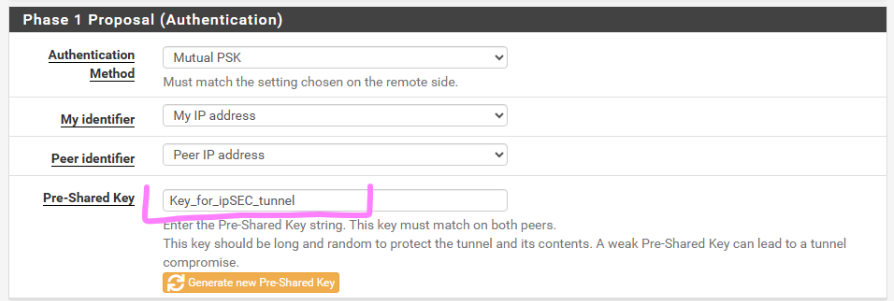 Phase 1 Proposal (Authentication)
Authentication Method
Mutual PSK
Must match the setting chosen on the remote side.
My identifier
My IP address
Peer identifier
Peer IP address
Pre-Shared Key
Key_for_ipSEC_tunnel
Enter the Pre-Shared Key string. This key must match on both peers.
This key should be long and random to protect the tunnel and its contents. A weak Pre-Shared Key can lead to a tunnel
compromise.
Generate new Pre-Shared Key